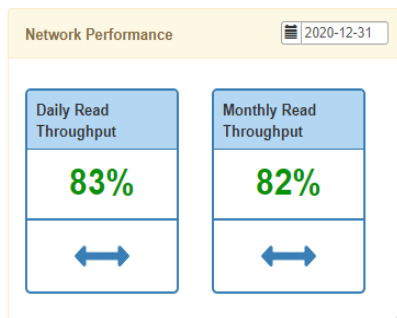 Network Performance
2020-12-31
Daily Read
Throughput
83%
Monthly Read
Throughput
82%